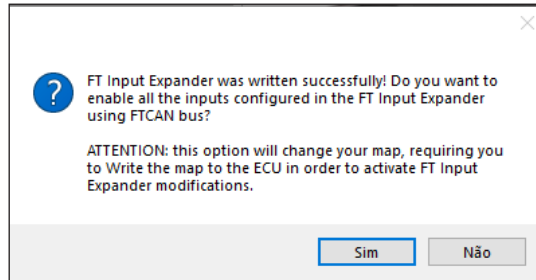 FT Input Expander was written successfully! Do you want to
enable all the inputs configured in the FT Input Expander
using FTCAN bus?
ATTENTION: this option will change your map, requiring you
to Write the map to the ECU in order to activate FT Input
Expander modifications.
Sim
Não